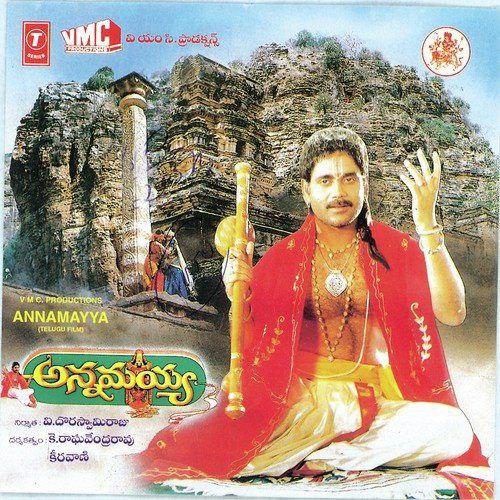 T
SERIES
VMC
PRODUCTIONS
వి యం సి. ప్రొడక్షన్స్
V M C. PRODUCTIONS
ANNAMAYYA
(TELUGU FILM)
అన్నమయ్య
నిర్మాత: వి.దొరస్వామిరాజు
దర్శకత్వం: కె.రాఘవేంద్రరావు
కీరవాణి